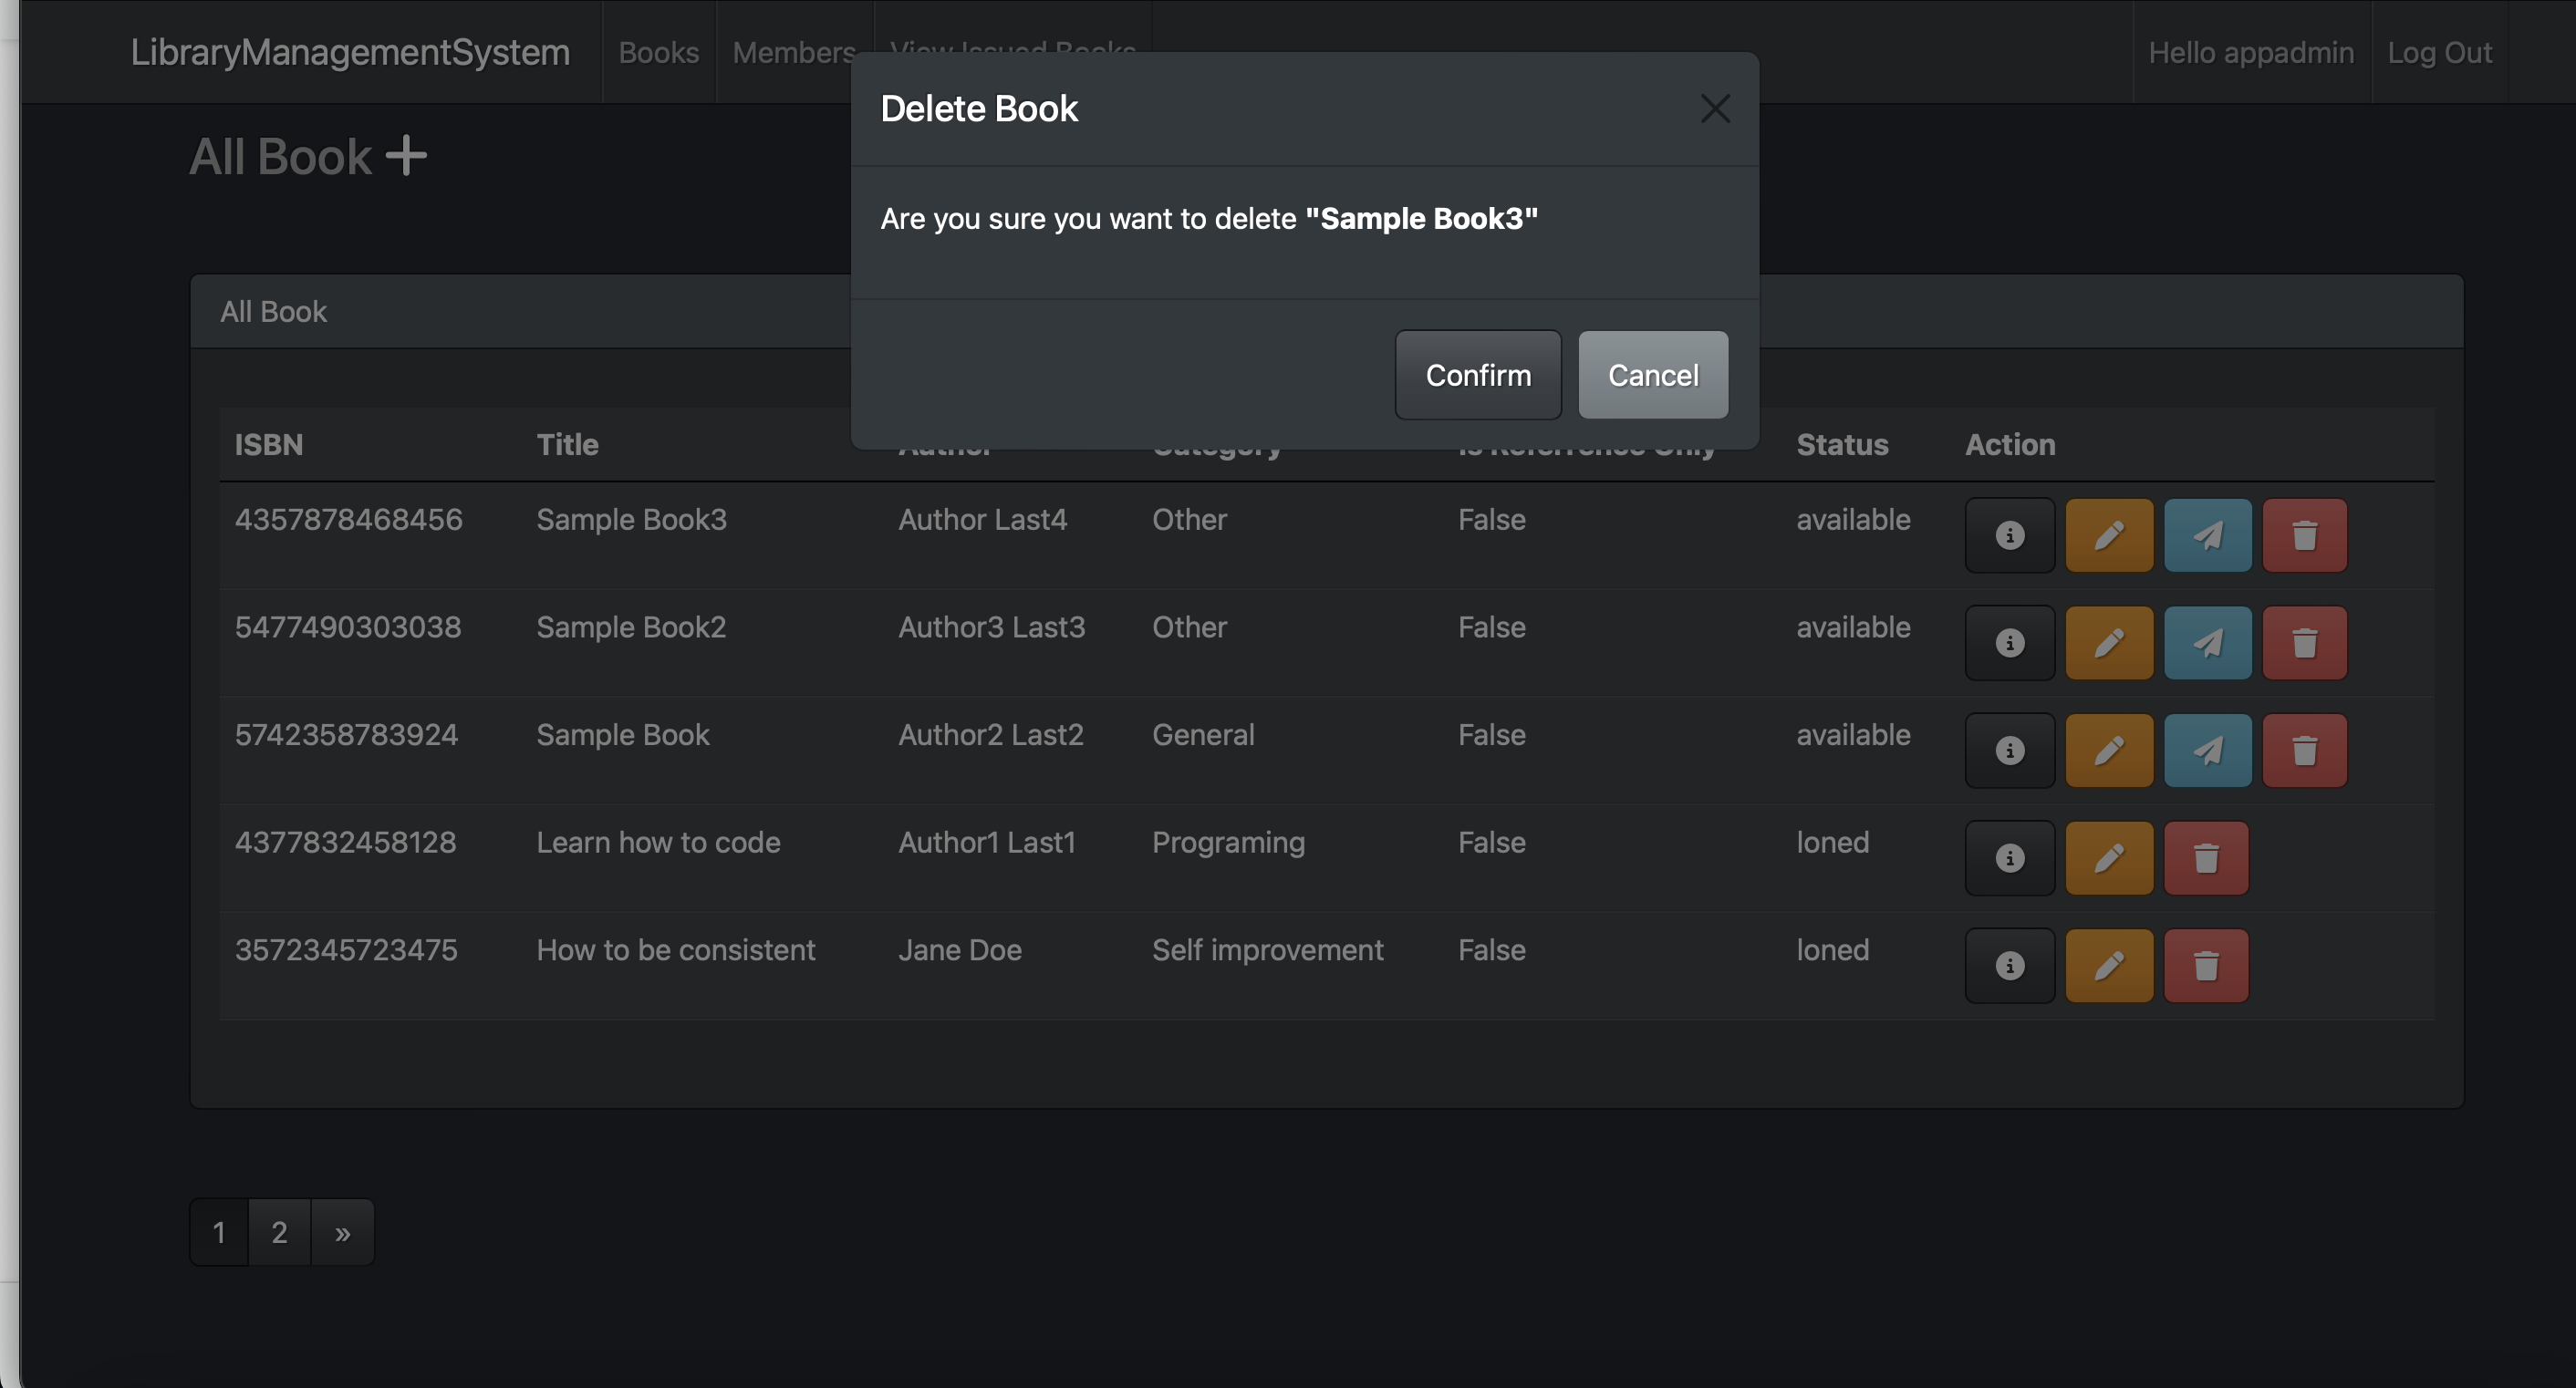 LibraryManagementSystem Books Members View Issued Books Hello appadmin Log Out
Delete Book
All Book
Are you sure you want to delete "Sample Book3"
All Book
Confirm Cancel
ISBN Title Author Category Is Referrence Only Status Action
4357878468456 Sample Book3 Author Last4 Other False available
5477490303038 Sample Book2 Author3 Last3 Other False available
5742358783924 Sample Book Author2 Last2 General False available
4377832458128 Learn how to code Author1 Last1 Programing False loned
3572345723475 How to be consistent Jane Doe Self improvement False loned
1 2 »